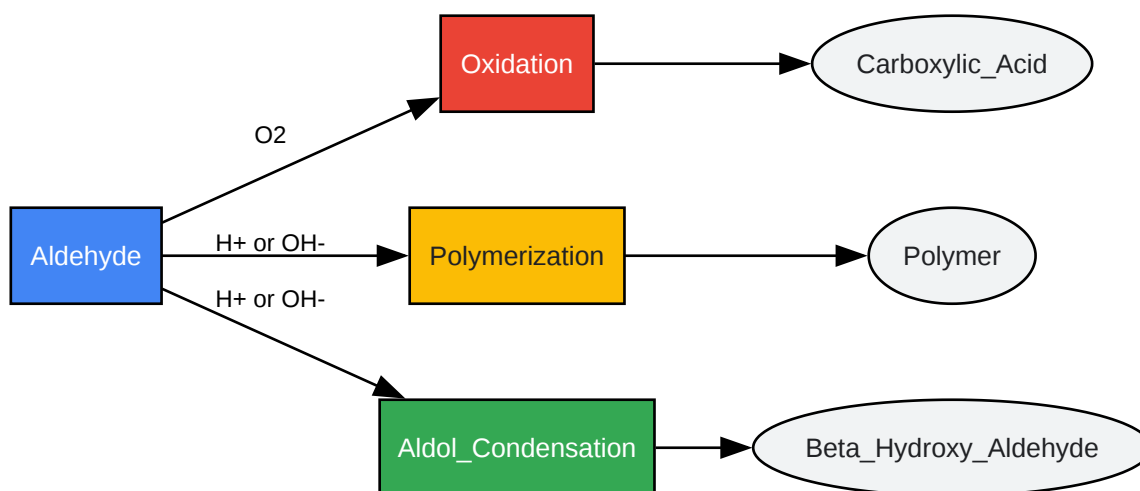 Oxidation
Carboxylic_Acid
O2
Aldehyde
H+ or OH-
Polymerization
Polymer
H+ or OH-
Aldol_Condensation
Beta_Hydroxy_Aldehyde